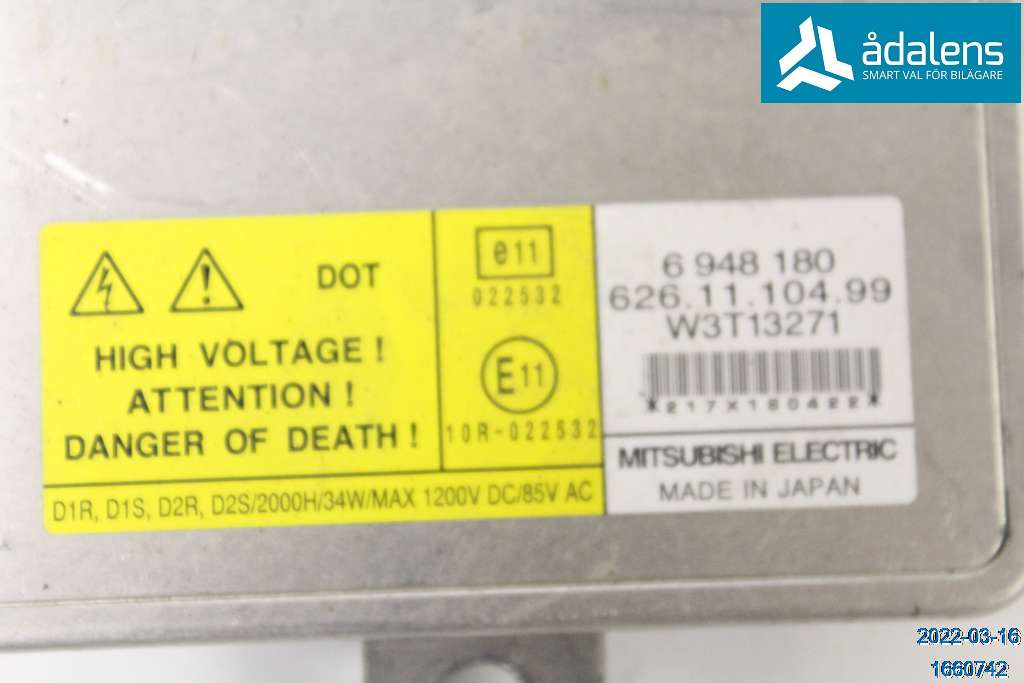 ådalens
SMART VAL FÖR BILÄGARE
DOT
HIGH VOLTAGE !
ATTENTION !
DANGER OF DEATH !
e11
022532
E11
10R-022532
D1R, D1S, D2R, D2S/2000H/34W/MAX 1200V DC/85V AC
6 948 180
626.11.104.99
W3T13271
*217X160422*
MITSUBISHI ELECTRIC
MADE IN JAPAN
2022-03-16
1660742